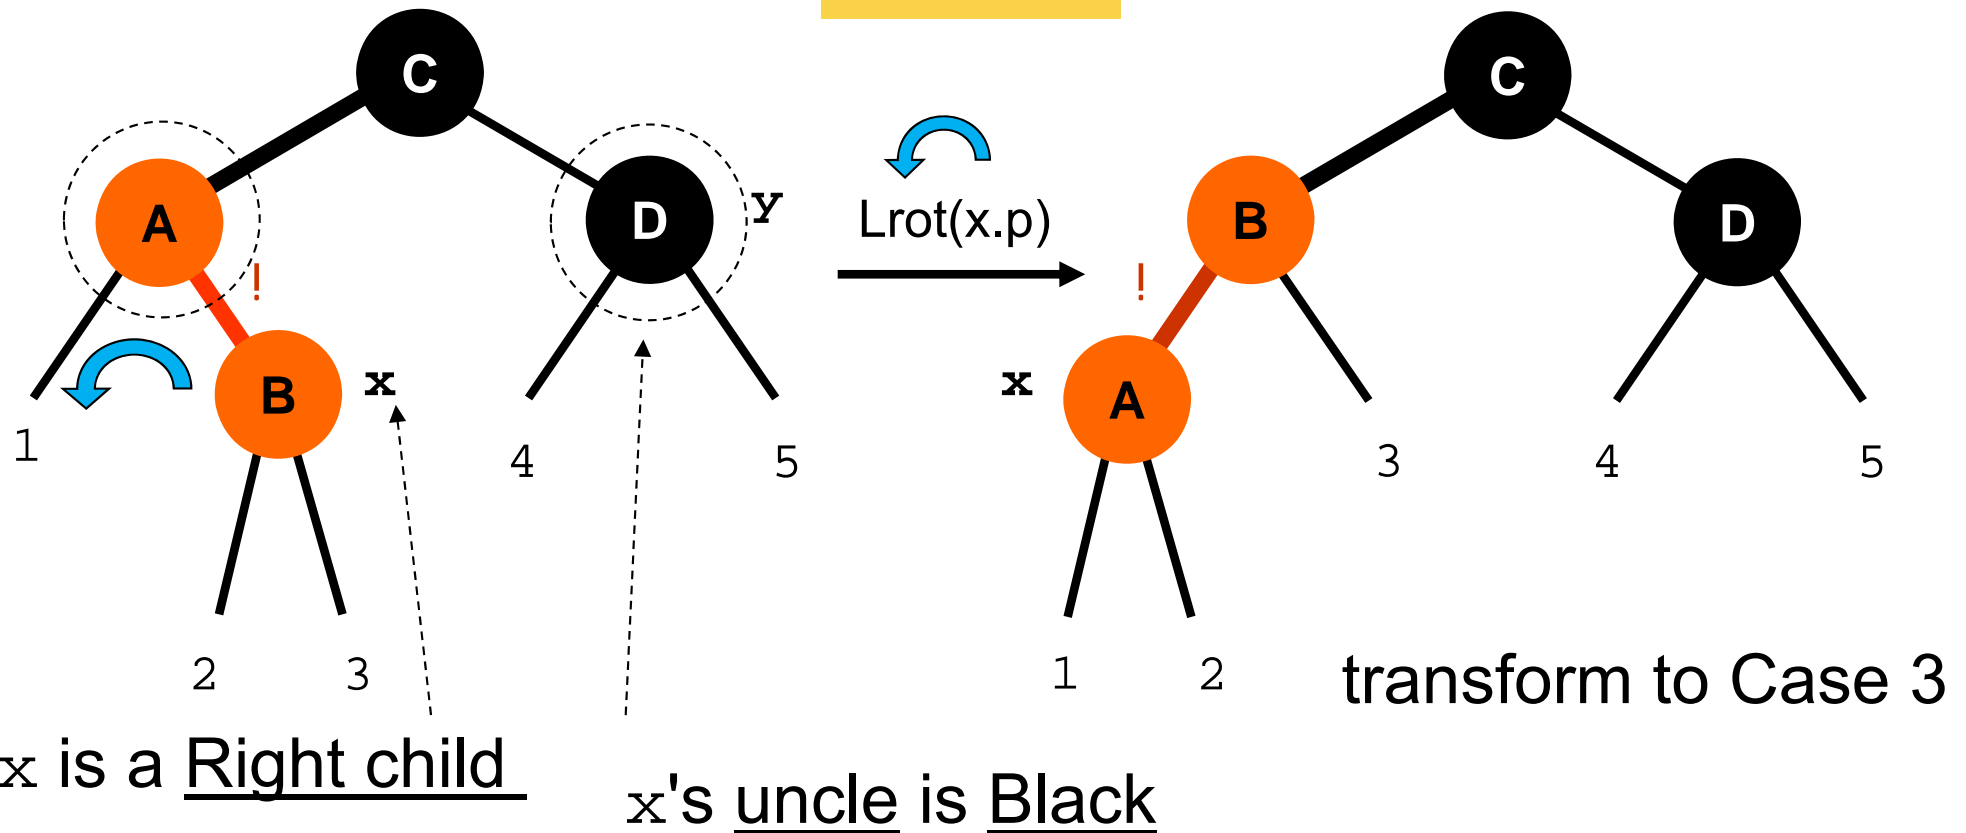 C
C
A
D
y
Lrot(x.p)
B
D
!
!
B
x
x
A
1
4
5
3
4
5
2
3
1
2
transform to Case 3
x is a Right child
x's uncle is Black